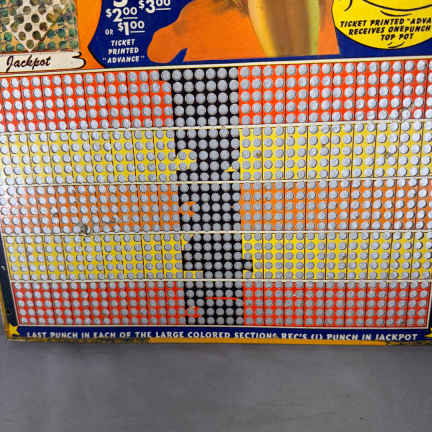 $2.00 $3.00
OR $1.00
TICKET
PRINTED
"ADVANCE"
Jackpot
TICKET PRINTED "ADVA
RECEIVES ONE PUNCH
TOP POT
LAST PUNCH IN EACH OF THE LARGE COLORED SECTIONS REC'S (1) PUNCH IN JACKPOT